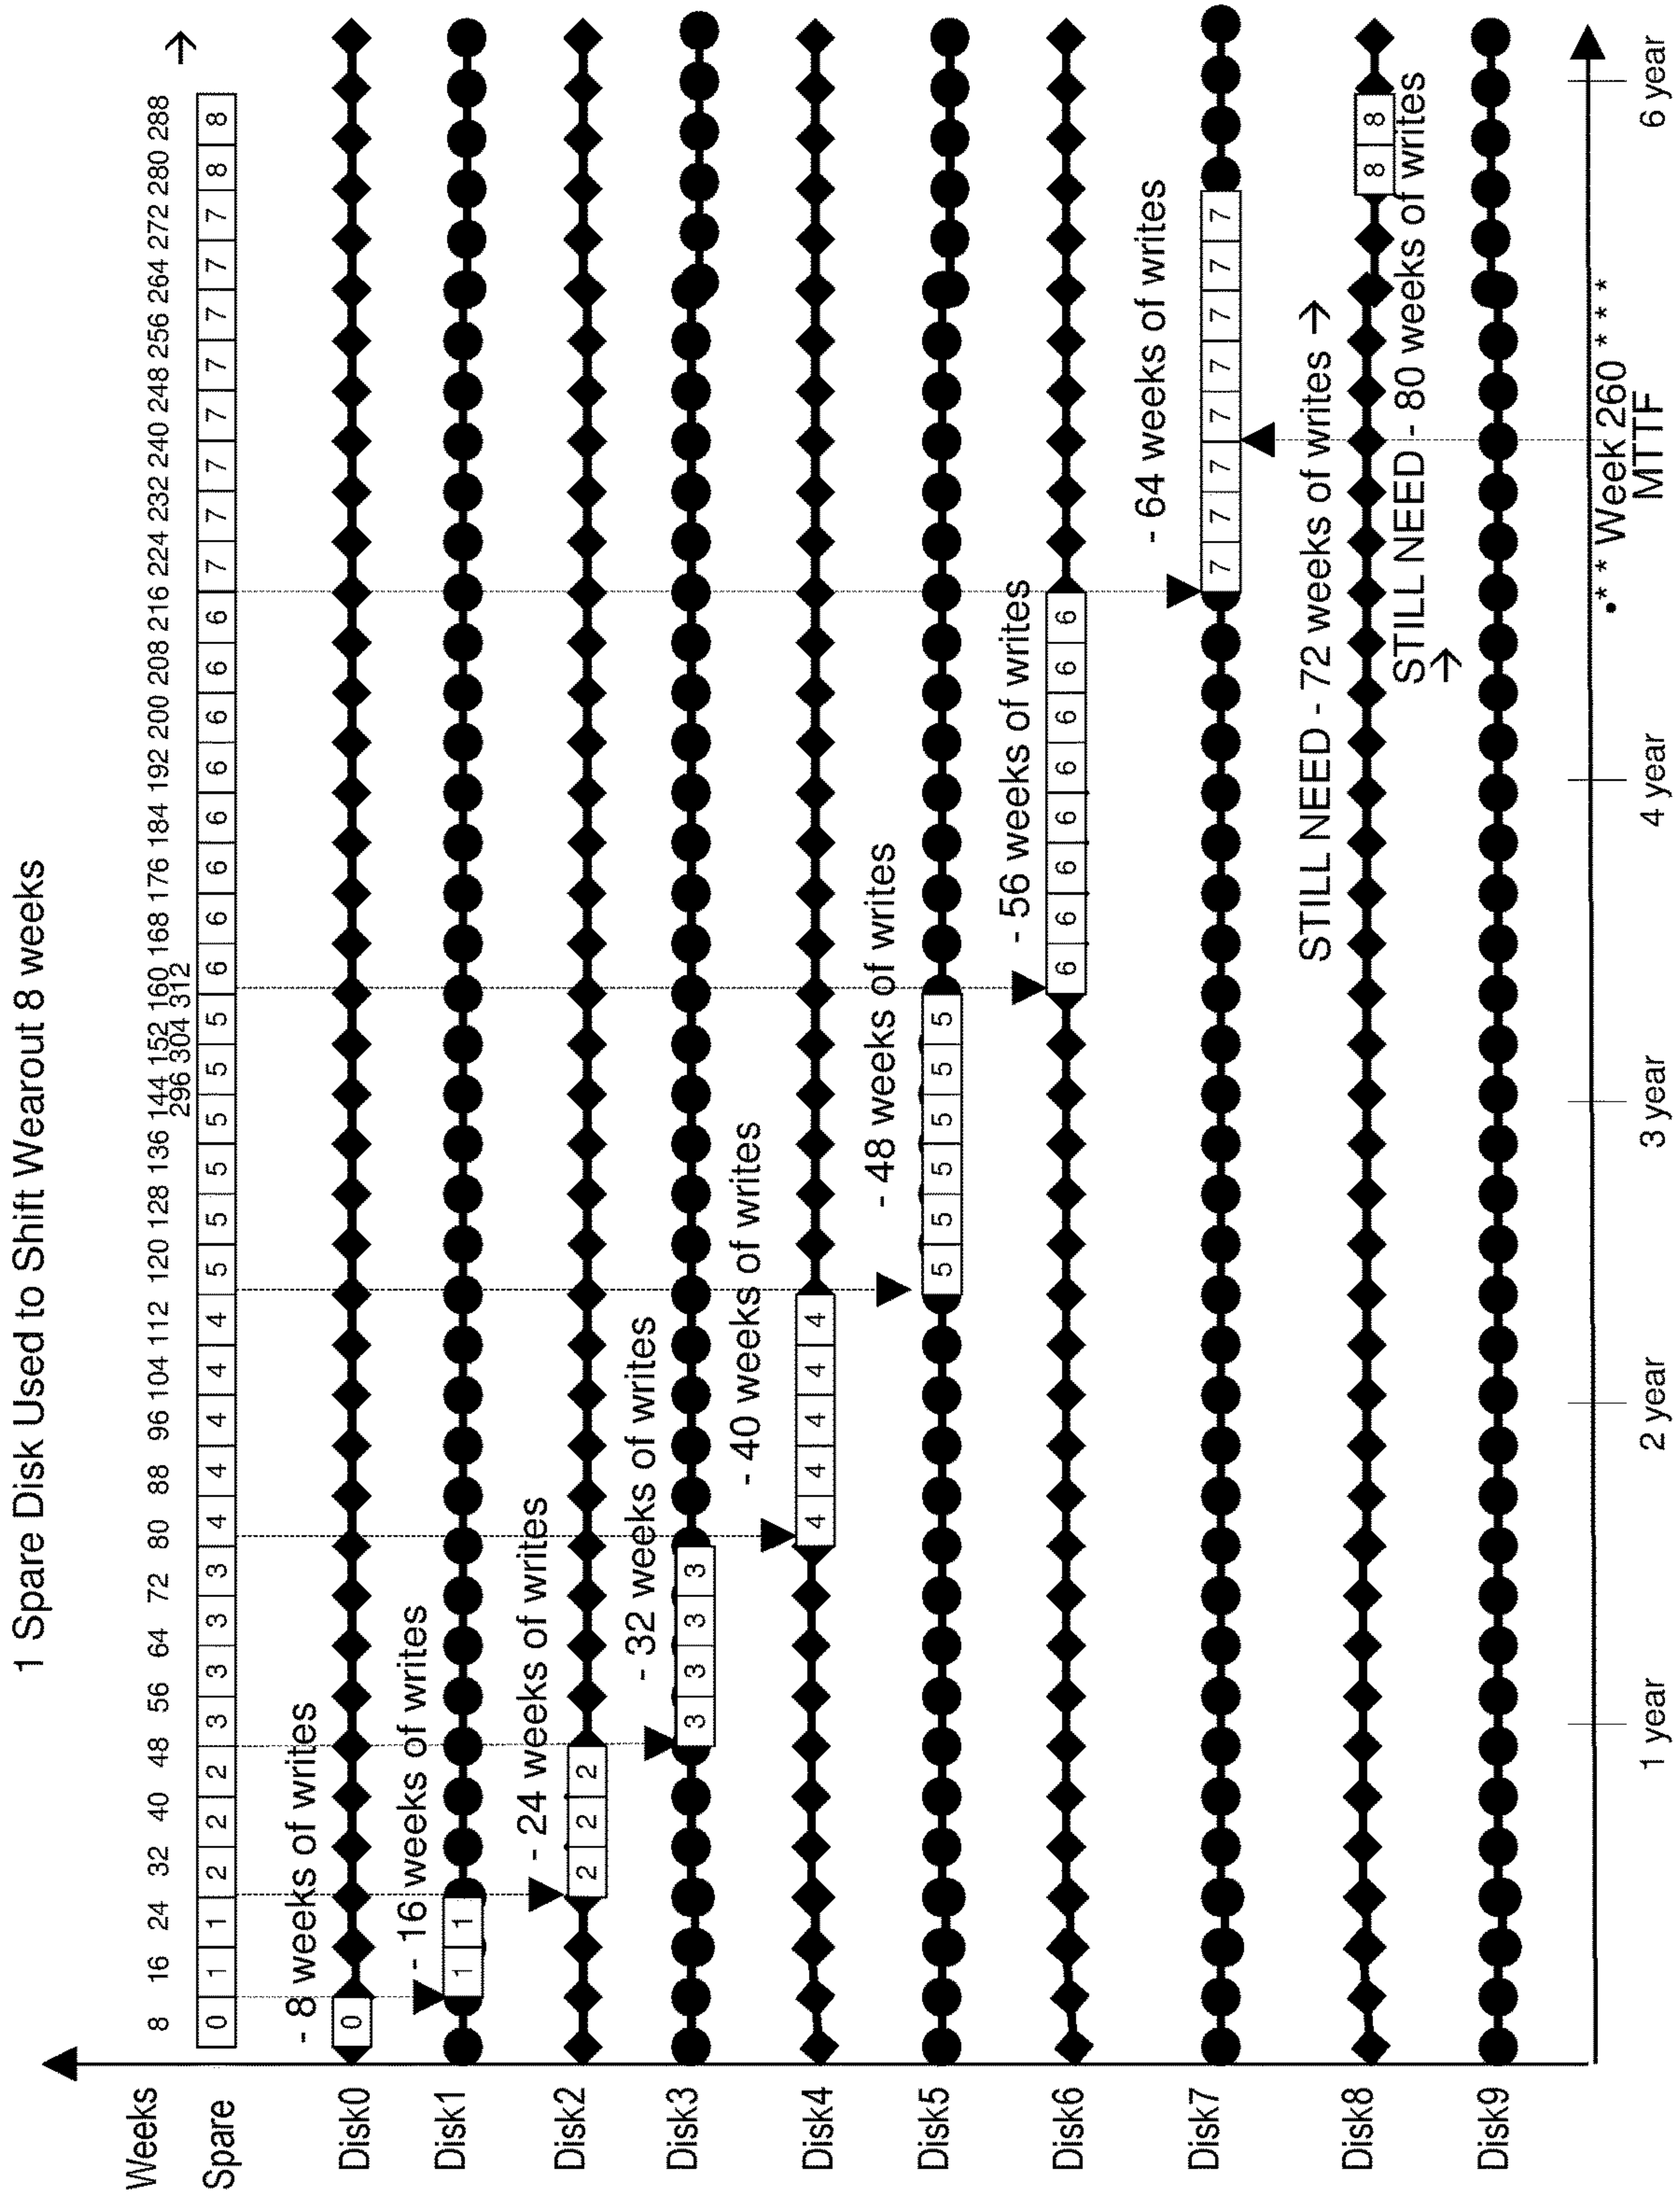 1 Spare Disk Used to Shift Wearout 8 weeks
Weeks 8 16 24 32 40 48 56 64 72 80 88 96 104 112 120 128 136 144 152 160 168 176 184 192 200 208 216 224 232 240 248 256 264 272 280 288
296 304 312 →
Spare 0 1 1 2 2 2 3 3 3 3 4 4 4 4 4 5 5 5 5 5 5 6 6 6 6 6 6 6 6 7 7 7 7 7 7 7 7 8 8
- 8 weeks of writes
Disk0 0
- 16 weeks of writes
Disk1 1 1
- 24 weeks of writes
Disk2 2 2 2
- 32 weeks of writes
Disk3 3 3 3 3
- 40 weeks of writes
Disk4 4 4 4 4 4
- 48 weeks of writes
Disk5 5 5 5 5 5 5
- 56 weeks of writes
Disk6 6 6 6 6 6 6 6 6
- 64 weeks of writes
Disk7 7 7 7 7 7 7 7 7
STILL NEED - 72 weeks of writes →
Disk8 8 8
STILL NEED - 80 weeks of writes
→
Disk9
•* * Week 260 * * *
MTTF
1 year 2 year 3 year 4 year 6 year